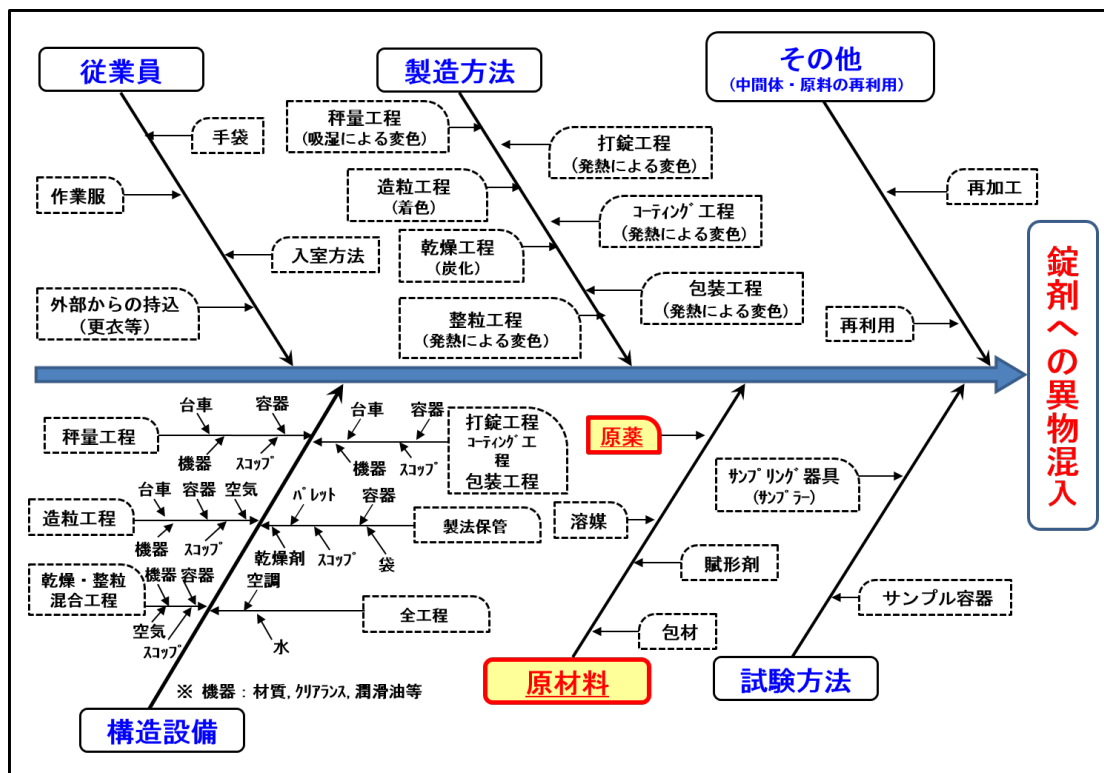 従業員
手袋
作業服
入室方法
外部からの持込
(更衣等)
製造方法
秤量工程
(吸湿による変色)
打錠工程
(発熱による変色)
造粒工程
(着色)
ｺｰﾃｨﾝｸﾞ工程
(発熱による変色)
乾燥工程
(炭化)
包装工程
(発熱による変色)
整粒工程
(発熱による変色)
その他
(中間体・原料の再利用)
再加工
再利用
錠剤への異物混入
秤量工程
台車
容器
機器
ｽｺｯﾌﾟ
台車
容器
機器
ｽｺｯﾌﾟ
打錠工程
ｺｰﾃｨﾝｸﾞ工
程
包装工程
造粒工程
台車
容器
空気
機器
ｽｺｯﾌﾟ
ﾊﾟﾚｯﾄ
容器
乾燥剤
ｽｺｯﾌﾟ
袋
製法保管
乾燥・整粒
混合工程
機器
容器
空気
ｽｺｯﾌﾟ
空調
水
全工程
※ 機器：材質, ｸﾘｱﾗﾝｽ, 潤滑油等
構造設備
原薬
溶媒
賦形剤
包材
原材料
ｻﾝﾌﾟﾘﾝｸﾞ器具
(ｻﾝﾌﾟﾗｰ)
サンプル容器
試験方法